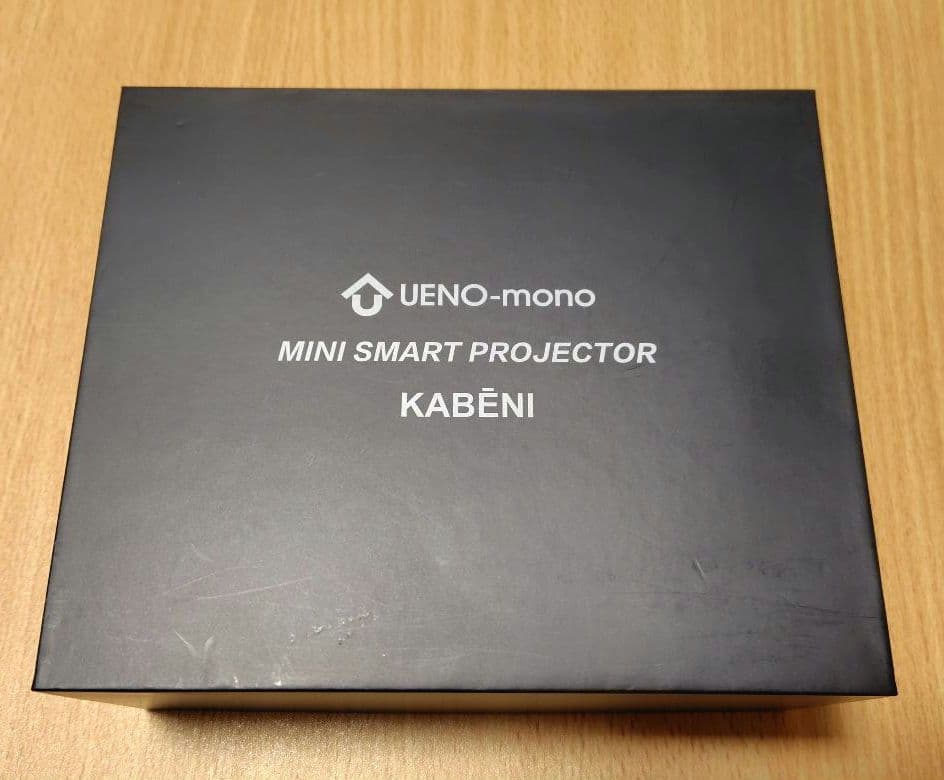 UENO-mono
MINI SMART PROJECTOR
KABĒNI